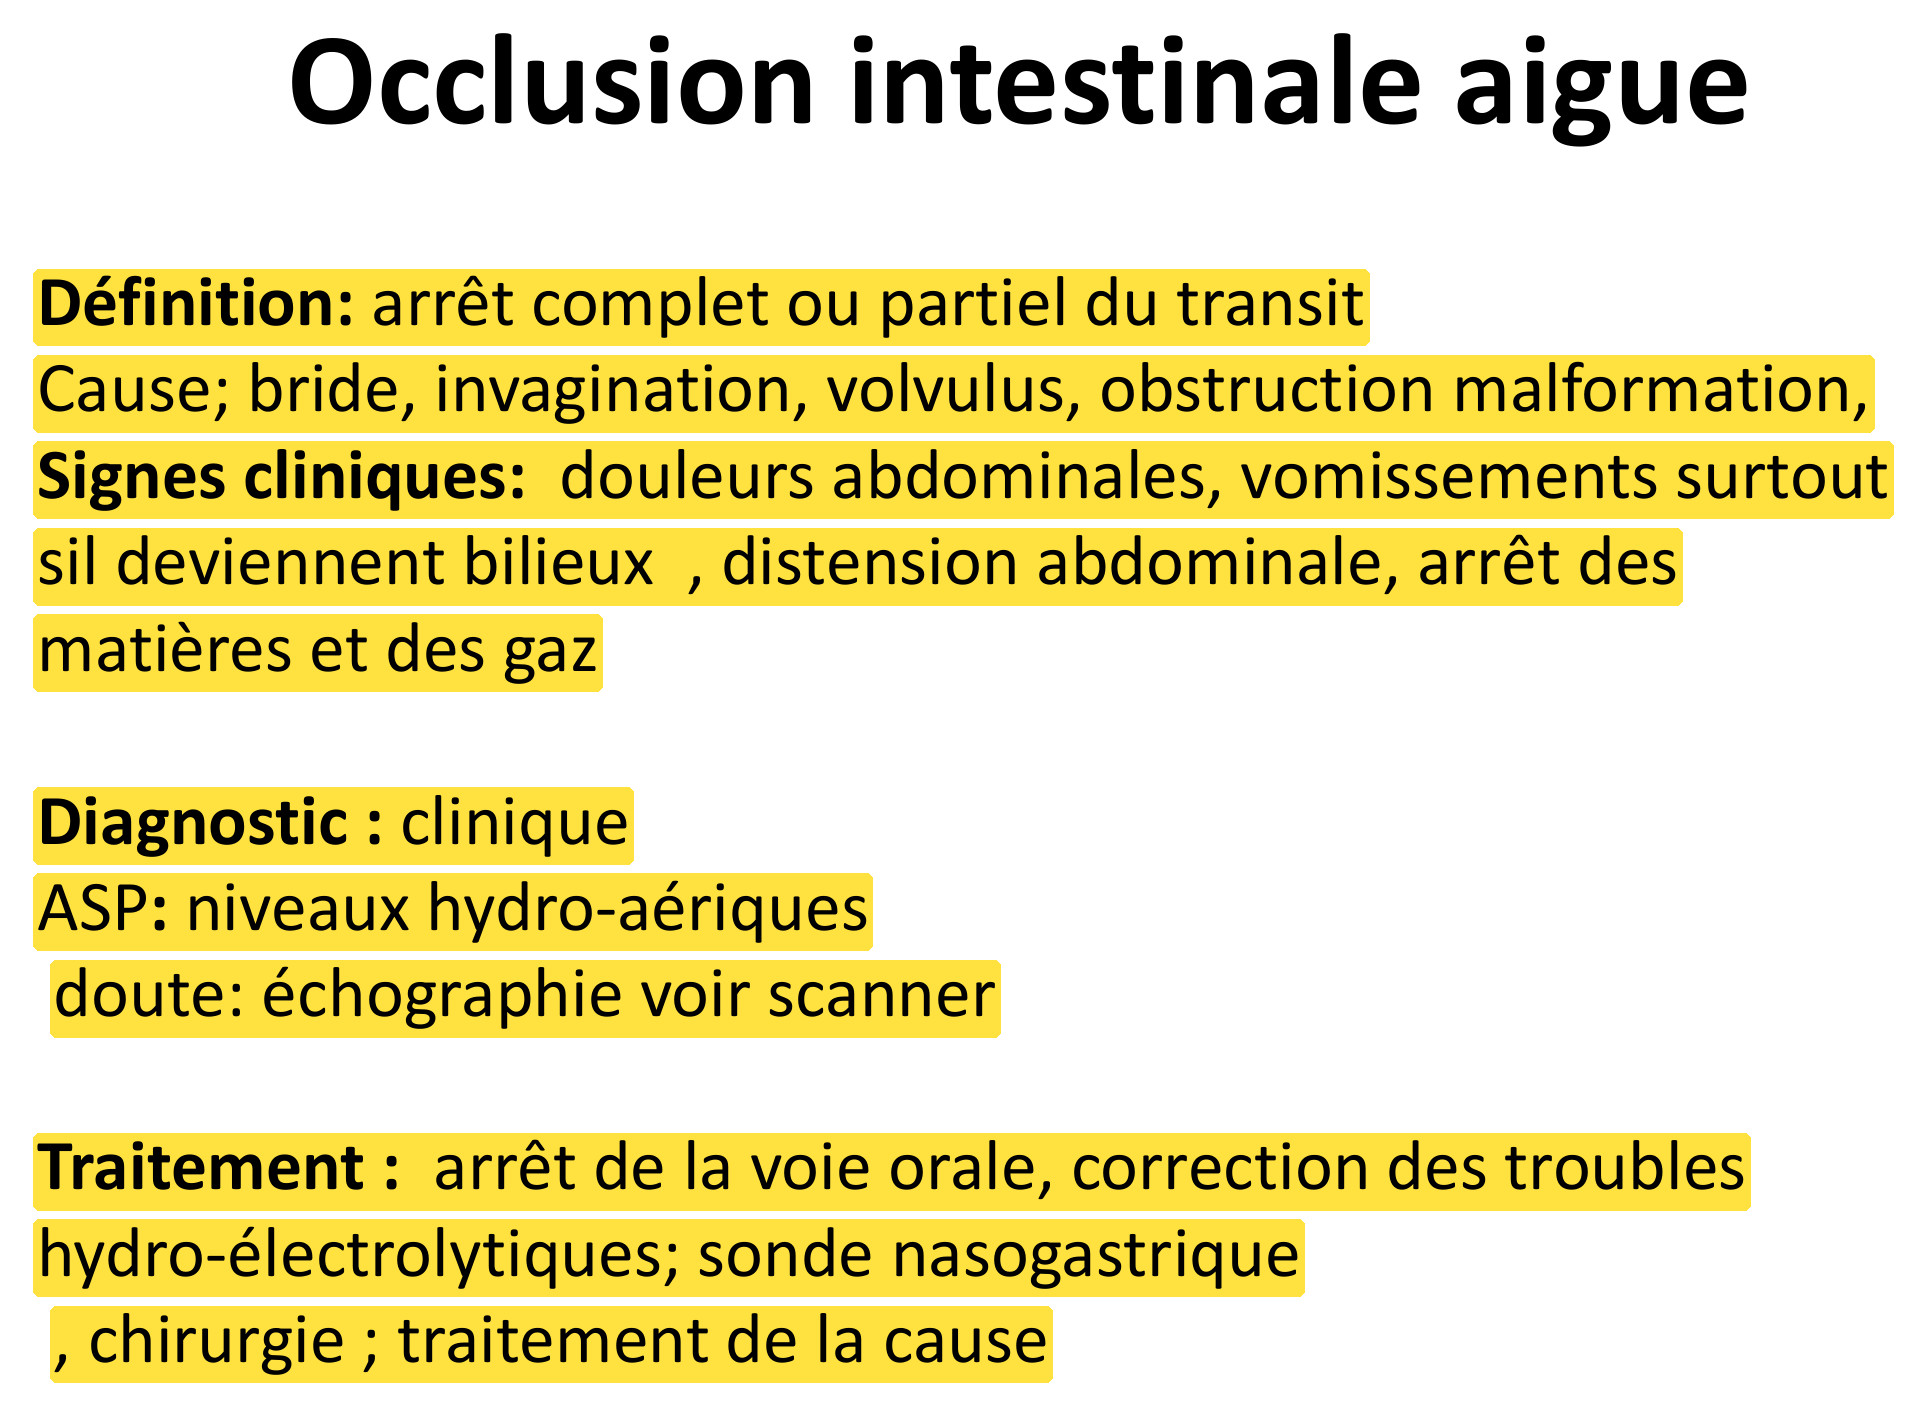 Occlusion intestinale aigue
Définition: arrêt complet ou partiel du transit
Cause; bride, invagination, volvulus, obstruction malformation,
Signes cliniques:  douleurs abdominales, vomissements surtout
sil deviennent bilieux  , distension abdominale, arrêt des
matières et des gaz
Diagnostic : clinique
ASP: niveaux hydro-aériques
doute: échographie voir scanner
Traitement :  arrêt de la voie orale, correction des troubles
hydro-électrolytiques; sonde nasogastrique
, chirurgie ; traitement de la cause